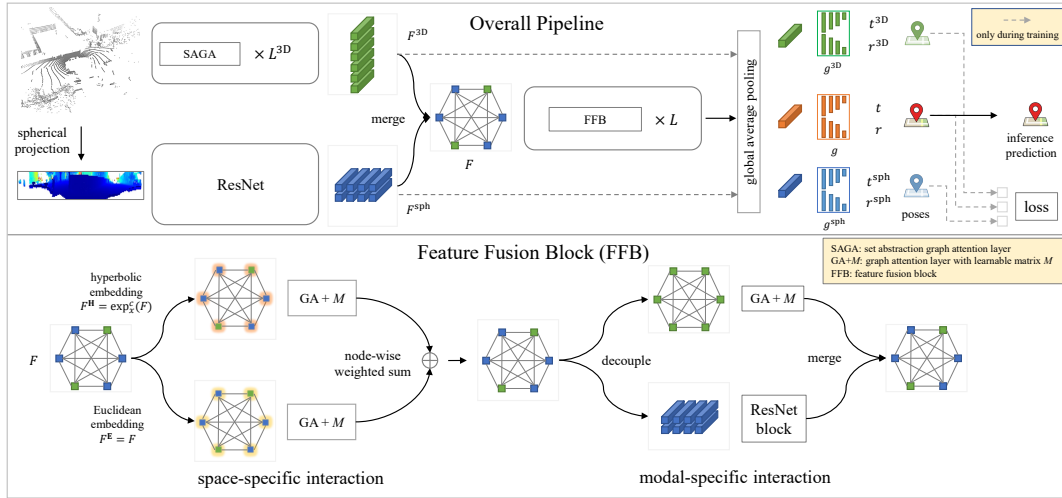 Overall Pipeline
SAGA
× L^3D
F^3D
spherical
projection
ResNet
merge
F
FFB
× L
F^sph
global average pooling
g^3D
t^3D
r^3D
g
t
r
g^sph
t^sph
r^sph
poses
only during training
inference
prediction
loss
Feature Fusion Block (FFB)
SAGA: set abstraction graph attention layer
GA+M: graph attention layer with learnable matrix M
FFB: feature fusion block
F
hyperbolic
embedding
F^H = exp_x^c(F)
Euclidean
embedding
F^E = F
GA + M
GA + M
node-wise
weighted sum
decouple
GA + M
ResNet
block
merge
space-specific interaction
modal-specific interaction